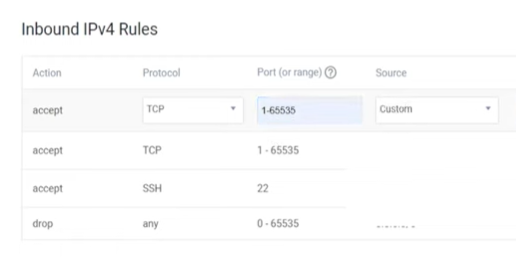 Inbound IPv4 Rules
Action Protocol Port (or range) ? Source
accept TCP 1-65535 Custom
accept TCP 1 - 65535
accept SSH 22
drop any 0 - 65535